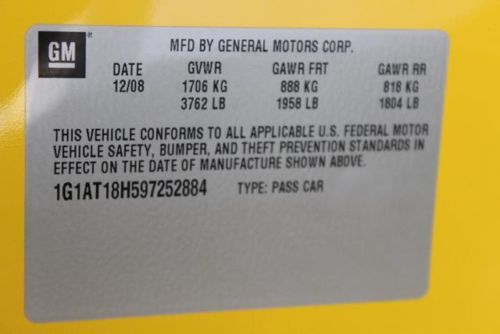 GM
MFD BY GENERAL MOTORS CORP.
DATE GVWR GAWR FRT GAWR RR
12/08 1706 KG 888 KG 818 KG
3762 LB 1958 LB 1804 LB
THIS VEHICLE CONFORMS TO ALL APPLICABLE U.S. FEDERAL MOTOR
VEHICLE SAFETY, BUMPER, AND THEFT PREVENTION STANDARDS IN
EFFECT ON THE DATE OF MANUFACTURE SHOWN ABOVE.
1G1AT18H597252884 TYPE: PASS CAR